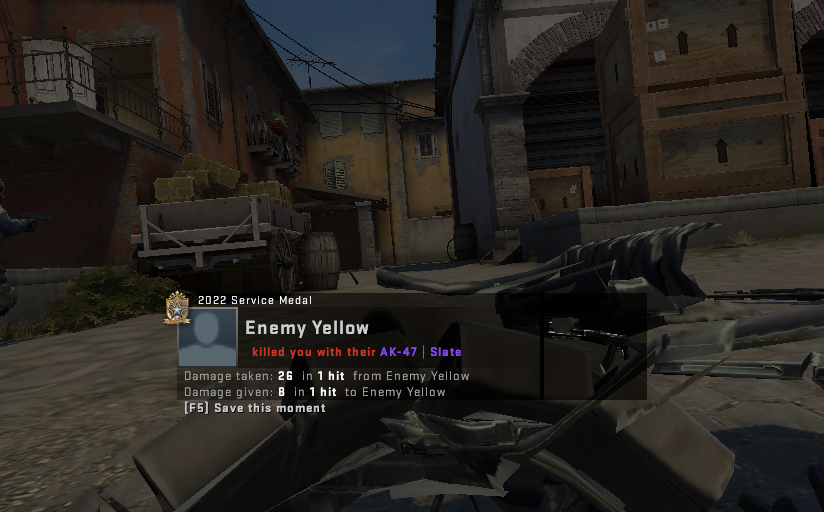 2022 Service Medal
Enemy Yellow
killed you with their AK-47 | Slate
Damage taken: 26 in 1 hit from Enemy Yellow
Damage given: 8 in 1 hit to Enemy Yellow
[F5] Save this moment